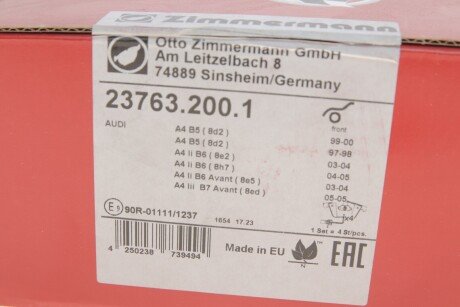 Zimmermann
Otto Zimmermann GmbH
Am Leitzelbach 8
74889 Sinsheim/Germany
23763.200.1
front
AUDI
A4 B5 ( 8d2 ) 99-00
A4 B5 ( 8d2 ) 97-98
A4 Ii B6 ( 8e2 ) 03-04
A4 Ii B6 ( 8h7 ) 04-05
A4 Ii B6 Avant ( 8e5 ) 03-04
A4 Iii B7 Avant ( 8ed ) 05-05
x4
E 90R-01111/1237
1654 17.23
1 Set = 4 St/pcs.
Made in EU
EAC
4 250238 739494